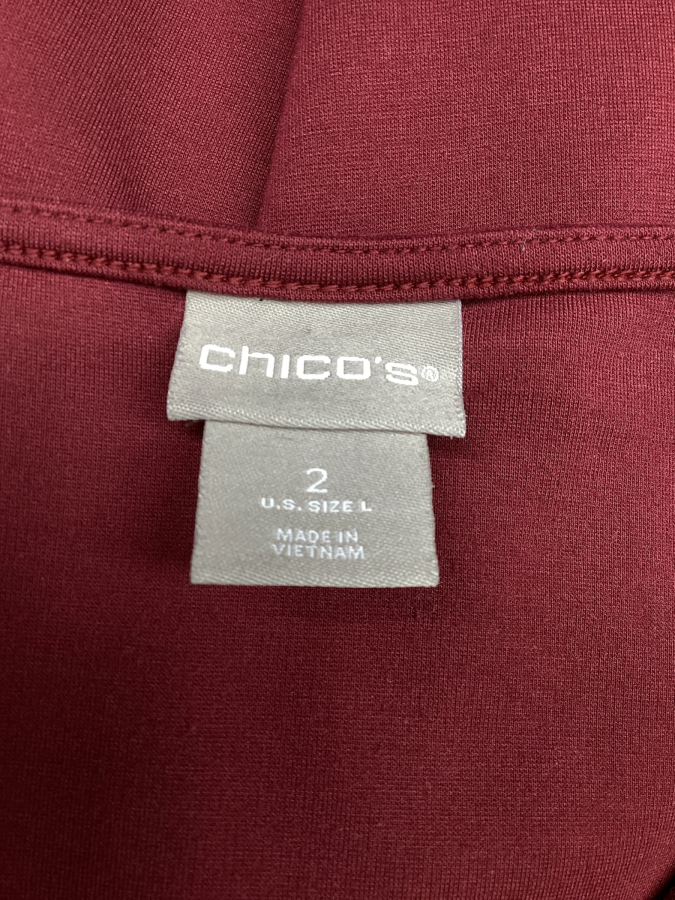 chico's®
2
U.S. SIZE L
MADE IN
VIETNAM